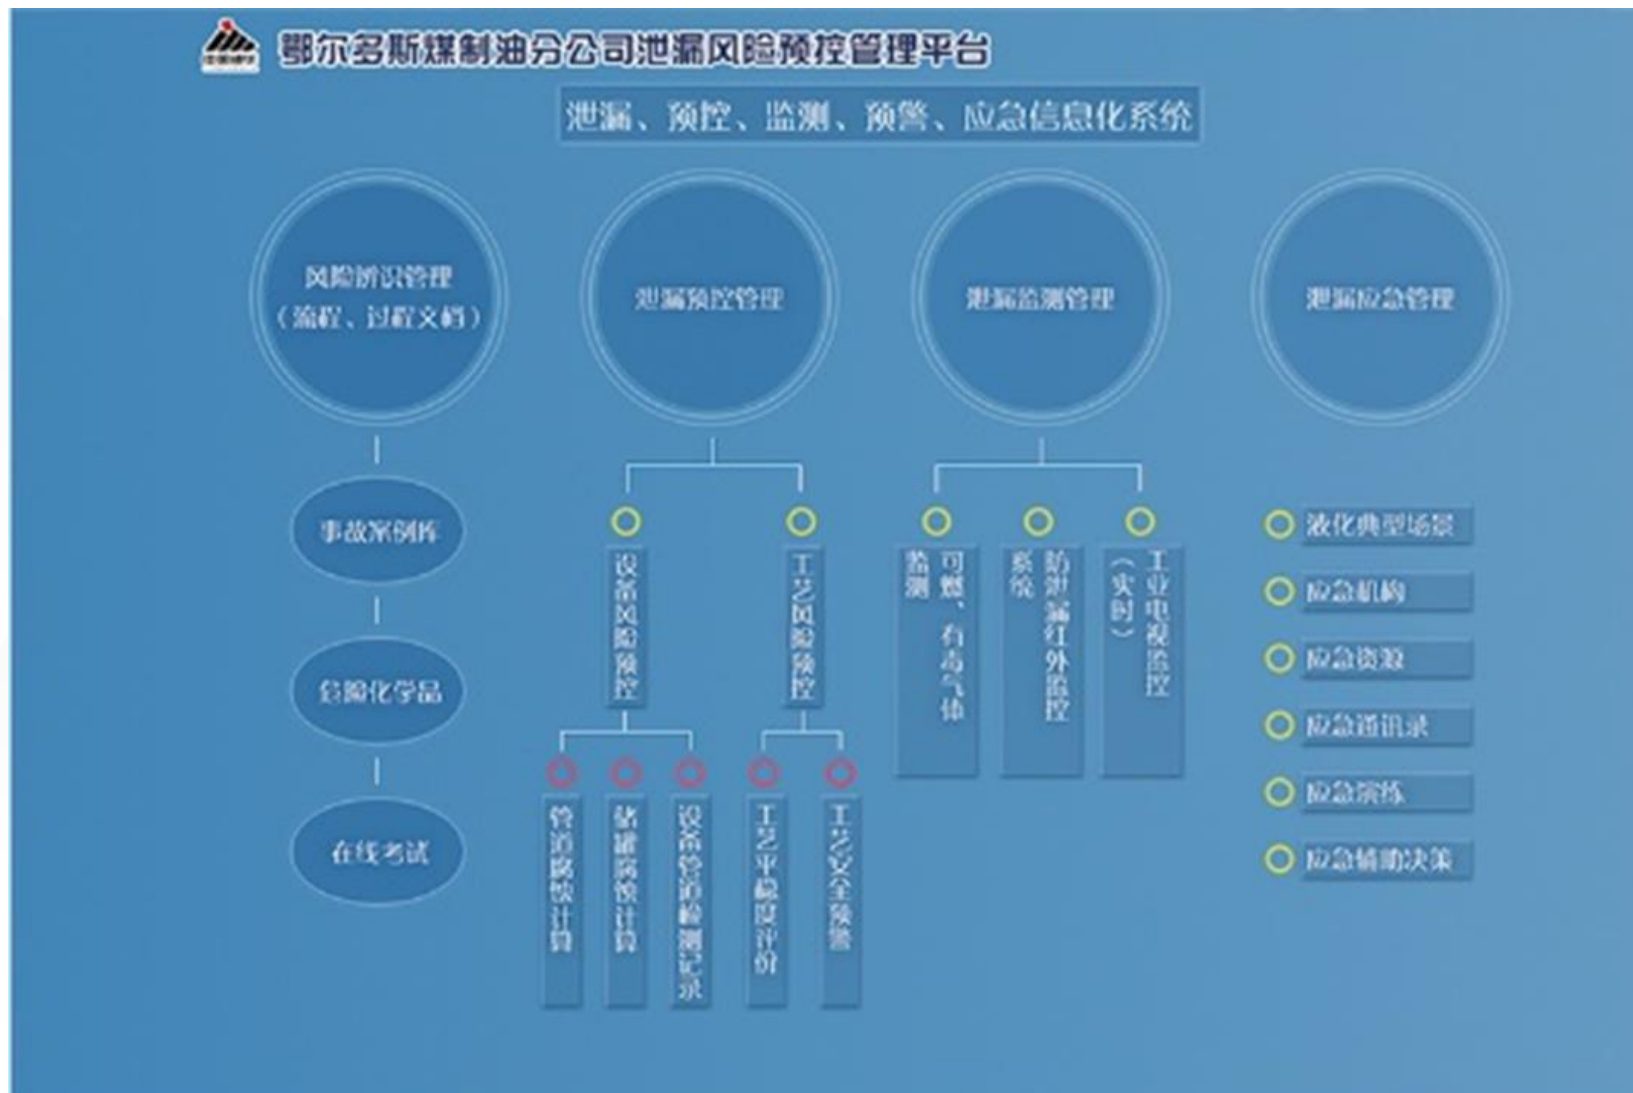 鄂尔多斯煤制油分公司泄漏风险预控管理平台
泄漏、预控、监测、预警、应急信息化系统
风险辨识管理
（流程、过程文档）
事故案例库
危险化学品
在线考试
泄漏预控管理
设备风险预控
管道腐蚀计算
储罐腐蚀计算
设备管道检测记录
工艺风险预控
工艺平稳度评价
工艺安全预警
泄漏监测管理
可燃、有毒气体
监测
防泄漏红外监控
系统
工业电视监控
（实时）
泄漏应急管理
液化典型场景
应急机构
应急资源
应急通讯录
应急演练
应急辅助决策